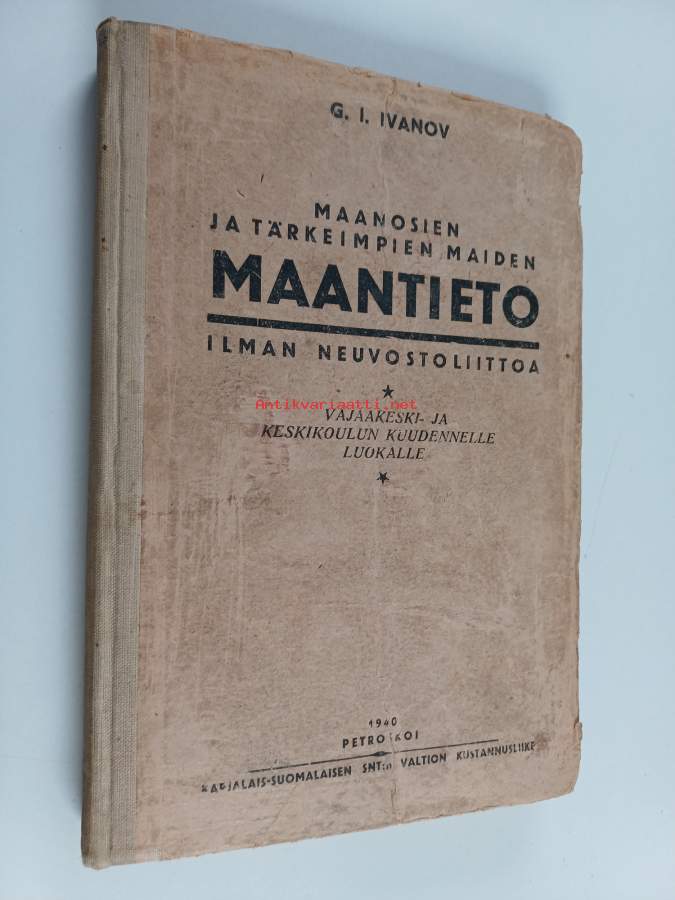 G. I. IVANOV
MAANOSIEN
JA TÄRKEIMPIEN MAIDEN
MAANTIETO
ILMAN NEUVOSTOLIITTOA
Antikvariaatti.net
VAJAAKESKI- JA
KESKIKOULUN KUUDENNELLE
LUOKALLE
1940
PETROSKOI
KARJALAIS-SUOMALAISEN SNT:n VALTION KUSTANNUSLIIKE